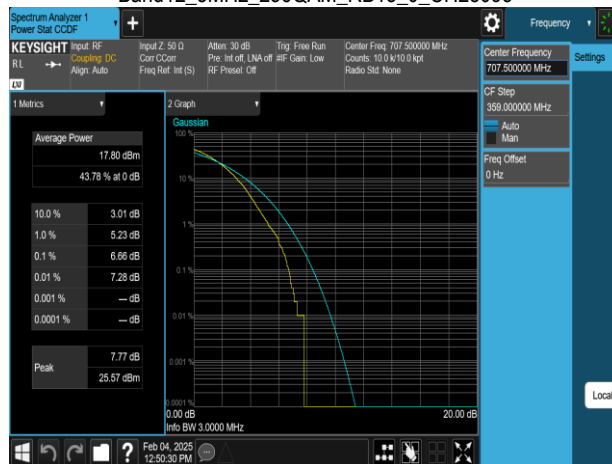 Spectrum Analyzer 1
Power Stat CCDF
Frequency
KEYSIGHT
RL
Input: RF
Coupling: DC
Align: Auto
Input Z: 50 Ω
Corr CCorr
Freq Ref: Int (S)
Atten: 30 dB
Pre: Int off, LNA off
RF Presel: Off
Trig: Free Run
#IF Gain: Low
Center Freq: 707.500000 MHz
Counts: 10.0 k/10.0 kpt
Radio Std: None
LXI
Center Frequency
707.500000 MHz
Settings
CF Step
359.000000 MHz
Auto
Man
Freq Offset
0 Hz
1 Metrics
Average Power
17.80 dBm
43.78 % at 0 dB
10.0 % 3.01 dB
1.0 % 5.23 dB
0.1 % 6.66 dB
0.01 % 7.28 dB
0.001 % --- dB
0.0001 % --- dB
Peak
7.77 dB
25.57 dBm
2 Graph
Gaussian
100 %
10 %
1 %
0.1 %
0.01 %
0.001 %
0.0001 %
0.00 dB 20.00 dB
Info BW 3.0000 MHz
Local
?
Feb 04, 2025
12:50:30 PM